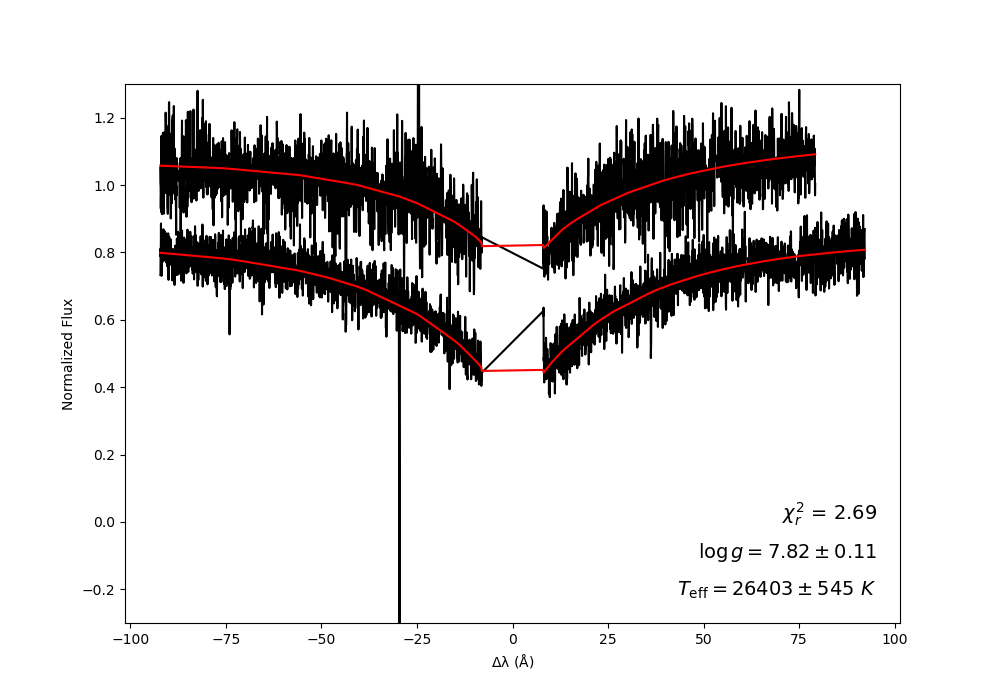 1.2
1.0
0.8
0.6
0.4
0.2
0.0
−0.2
Normalized Flux
χ²ᵣ = 2.69
log g = 7.82 ± 0.11
T_eff = 26403 ± 545 K
−100 −75 −50 −25 0 25 50 75 100
Δλ (Å)